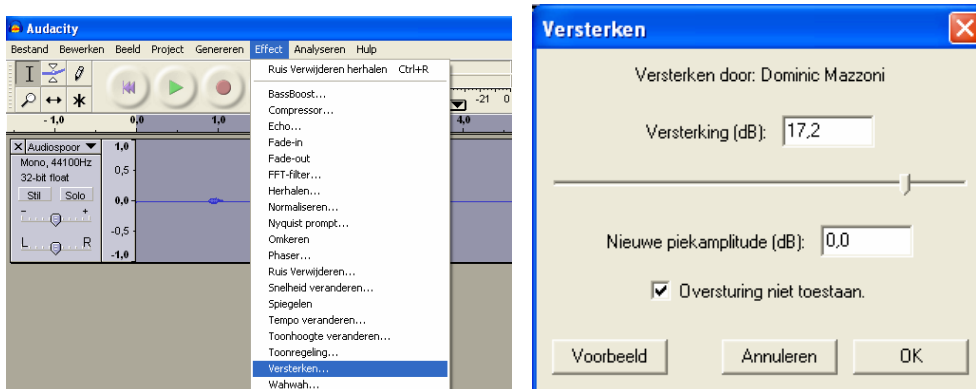 Audacity
Bestand Bewerken Beeld Project Genereren Effect Analyseren Hulp
Ruis Verwijderen herhalen Ctrl+R
BassBoost...
Compressor...
Echo...
Fade-in
Fade-out
FFT-filter...
Herhalen...
Normaliseren...
Nyquist prompt...
Omkeren
Phaser...
Ruis Verwijderen...
Snelheid veranderen...
Spiegelen
Tempo veranderen...
Toonhoogte veranderen...
Toonregeling...
Versterken...
Wahwah...
-21 0
- 1,0 0,0 1,0 4,0
X Audiospoor
Mono, 44100Hz
32-bit float
Stil Solo
- +
L R
1,0
0,5
0,0
-0,5
-1,0
Versterken
Versterken door: Dominic Mazzoni
Versterking (dB): 17,2
Nieuwe piekamplitude (dB): 0,0
Oversturing niet toestaan.
Voorbeeld Annuleren OK